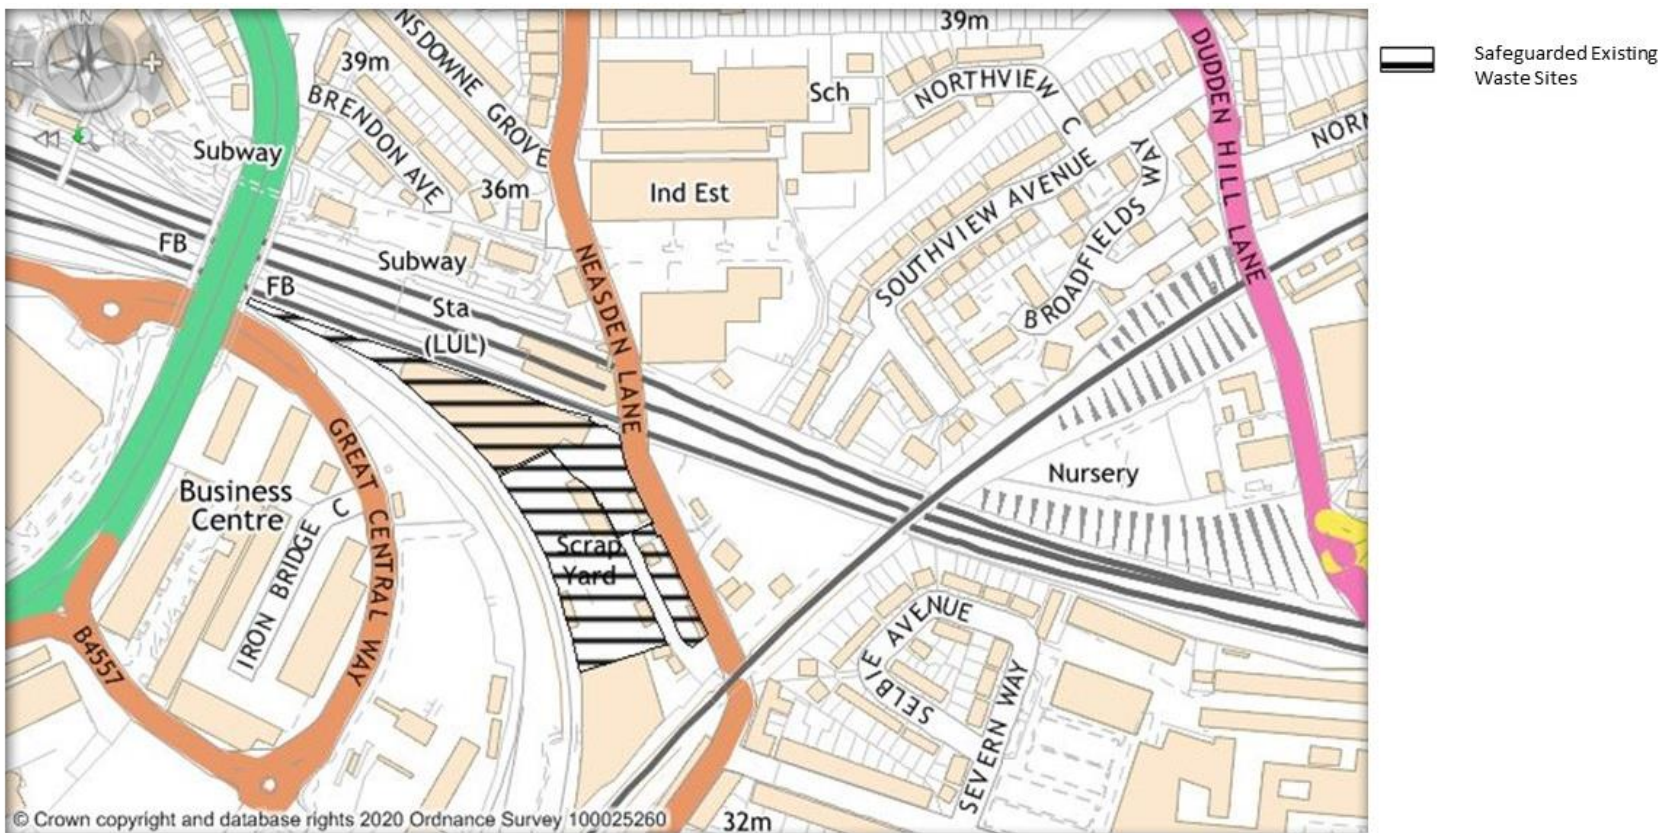 39m
Safeguarded Existing
Waste Sites
NSDOWNE GROVE
39m
BRENDON AVE
Sch
NORTHVIEW C
DUDDEN HILL LANE
NORN
Subway
36m
Ind Est
SOUTHVIEW AVENUE
BROADFIELDS WAY
FB
Subway
FB
Sta
(LUL)
NEASDEN LANE
GREAT CENTRAL WAY
Business
Centre
IRON BRIDGE C
Nursery
Scrap
Yard
B4557
SELBIE AVENUE
SEVERN WAY
© Crown copyright and database rights 2020 Ordnance Survey 100025260
32m